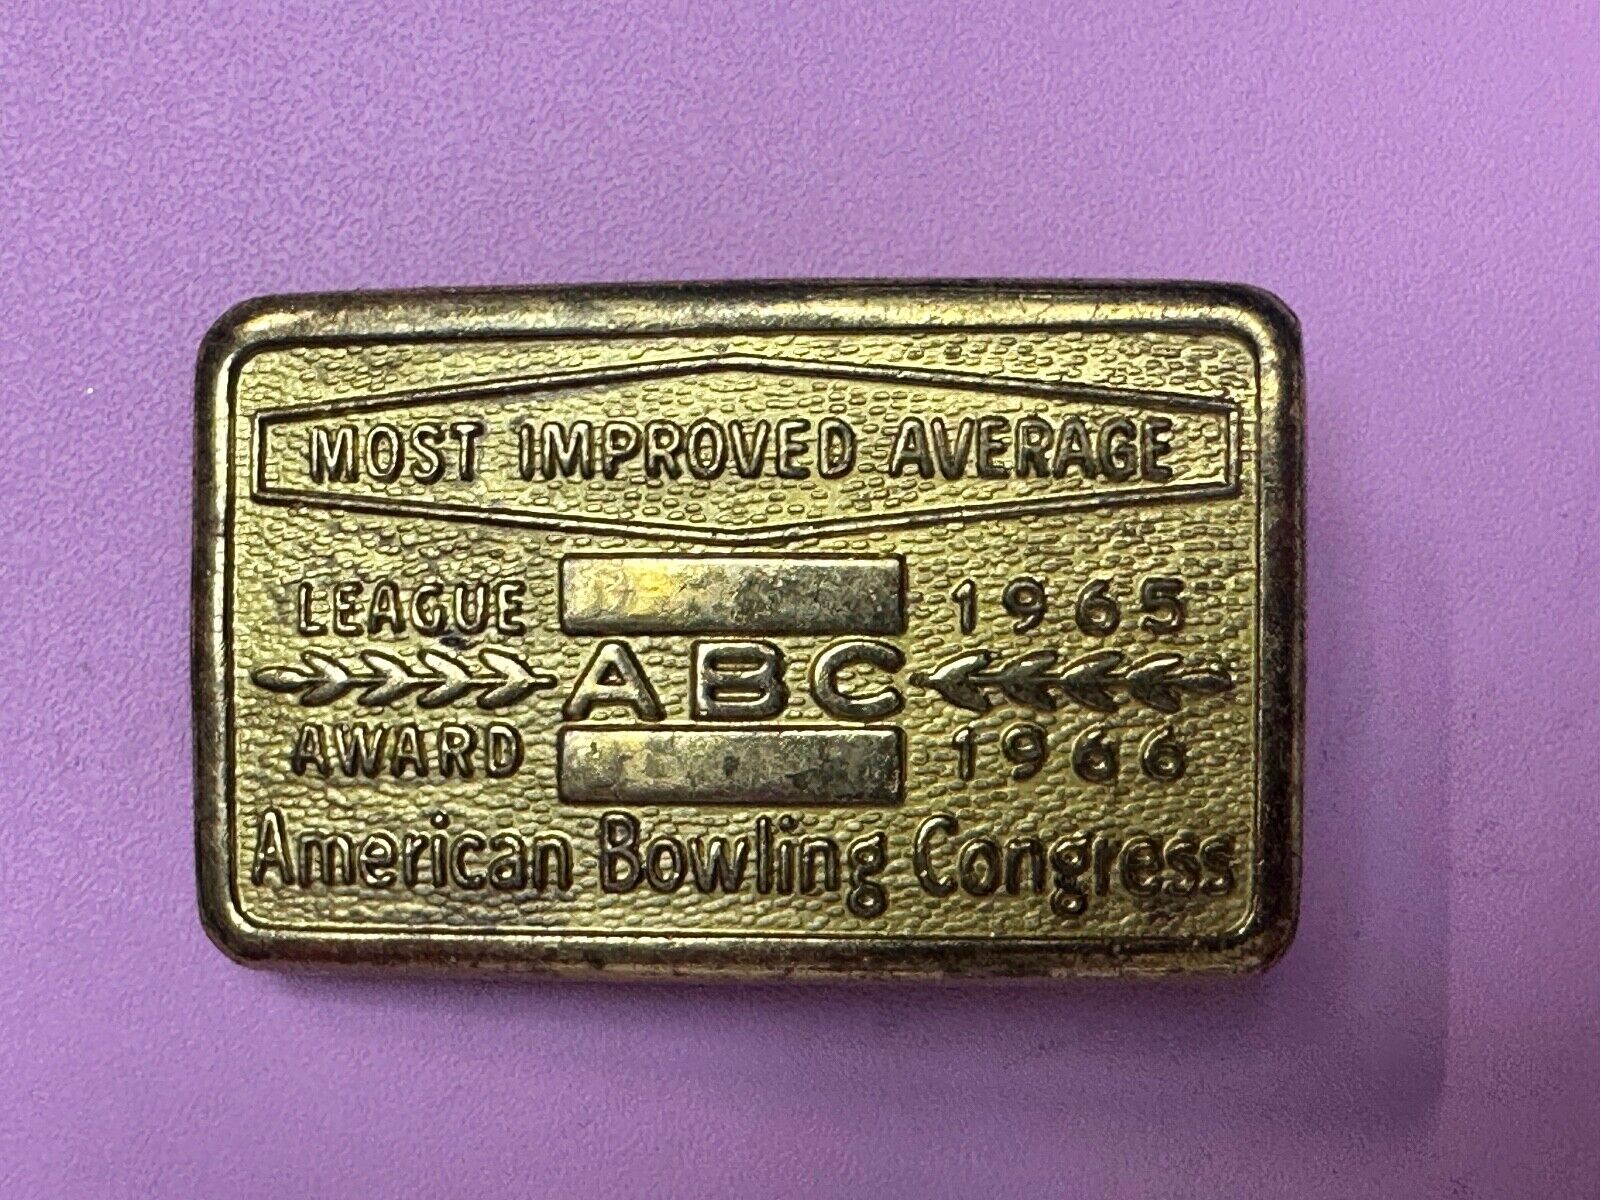 MOST IMPROVED AVERAGE
LEAGUE 1965
ABC
AWARD 1966
American Bowling Congress